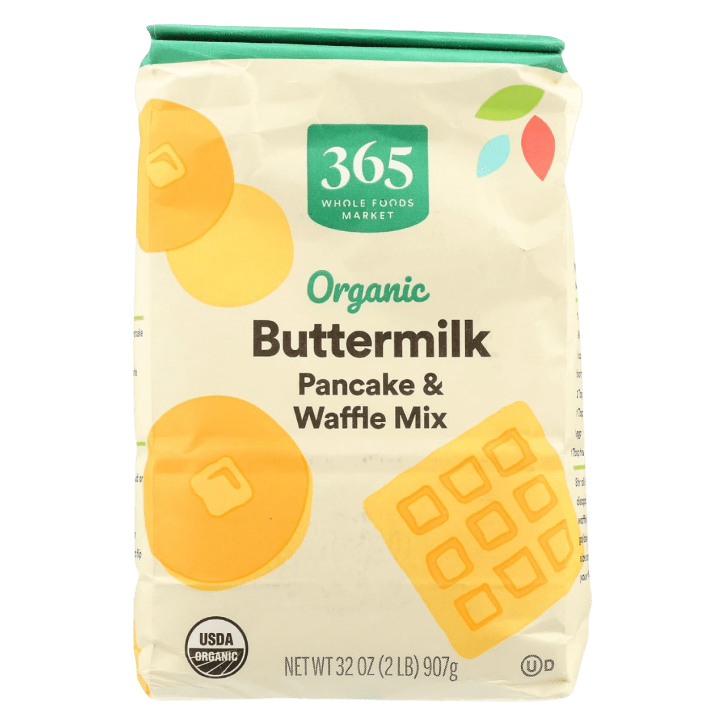 365
WHOLE FOODS
MARKET
Organic
Buttermilk
Pancake &
Waffle Mix
USDA
ORGANIC
NET WT 32 OZ (2 LB) 907g
U D